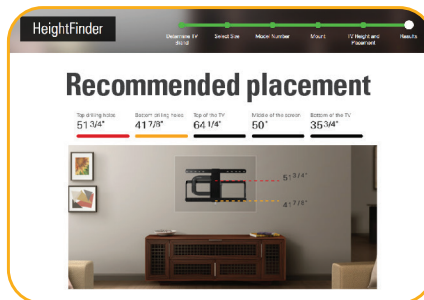 HeightFinder
Determine TV Brand
Select Size
Model Number
Mount
TV Height and Placement
Results
Recommended placement
Top drilling holes
51 3/4"
Bottom drilling holes
41 7/8"
Top of the TV
64 1/4"
Middle of the screen
50"
Bottom of the TV
35 3/4"
51 3/4"
41 7/8"